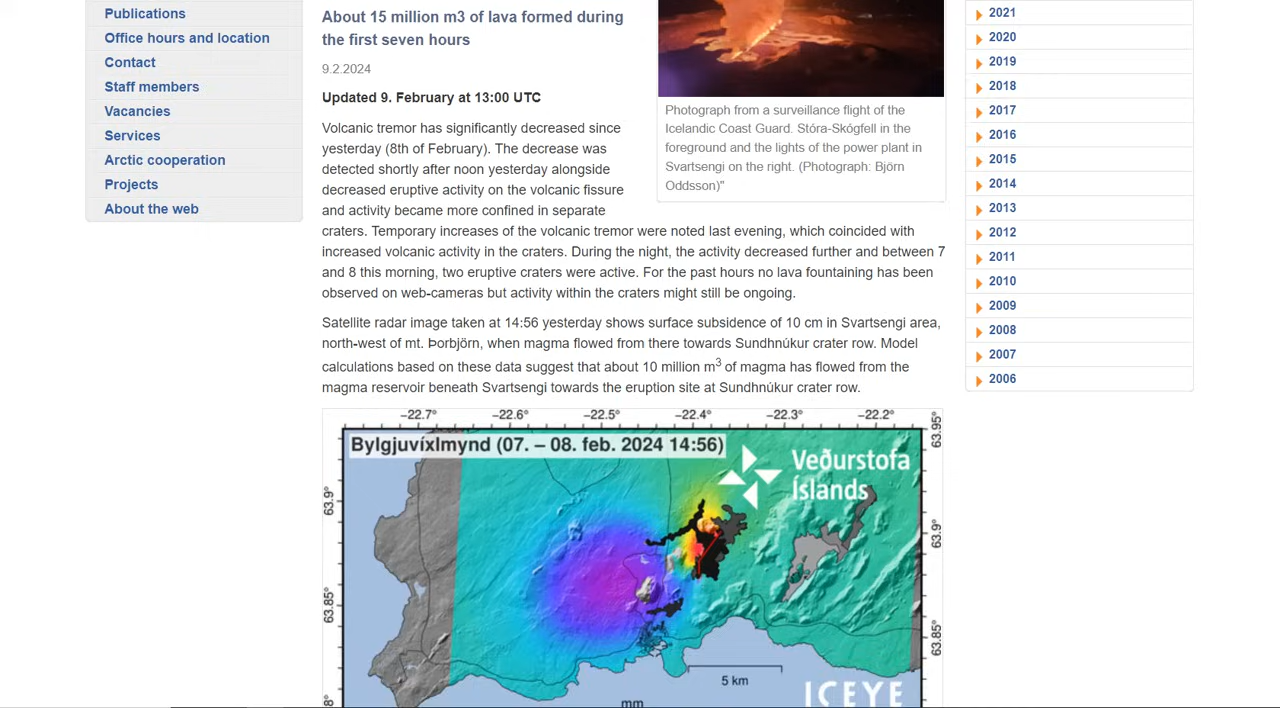 Publications
Office hours and location
Contact
Staff members
Vacancies
Services
Arctic cooperation
Projects
About the web
About 15 million m3 of lava formed during
the first seven hours
9.2.2024
Updated 9. February at 13:00 UTC
Volcanic tremor has significantly decreased since
yesterday (8th of February). The decrease was
detected shortly after noon yesterday alongside
decreased eruptive activity on the volcanic fissure
and activity became more confined in separate
craters. Temporary increases of the volcanic tremor were noted last evening, which coincided with
increased volcanic activity in the craters. During the night, the activity decreased further and between 7
and 8 this morning, two eruptive craters were active. For the past hours no lava fountaining has been
observed on web-cameras but activity within the craters might still be ongoing.
Satellite radar image taken at 14:56 yesterday shows surface subsidence of 10 cm in Svartsengi area,
north-west of mt. Þorbjörn, when magma flowed from there towards Sundhnúkur crater row. Model
calculations based on these data suggest that about 10 million m³ of magma has flowed from the
magma reservoir beneath Svartsengi towards the eruption site at Sundhnúkur crater row.
Photograph from a surveillance flight of the
Icelandic Coast Guard. Stóra-Skógfell in the
foreground and the lights of the power plant in
Svartsengi on the right. (Photograph: Björn
Oddsson)"
−22.7° −22.6° −22.5° −22.4° −22.3° −22.2°
Bylgjuvíxlmynd (07. – 08. feb. 2024 14:56)
Veðurstofa
Íslands
63.95°
63.9°
63.9°
63.85°
63.85°
8°
5 km
ICEYE
mm
2021
2020
2019
2018
2017
2016
2015
2014
2013
2012
2011
2010
2009
2008
2007
2006